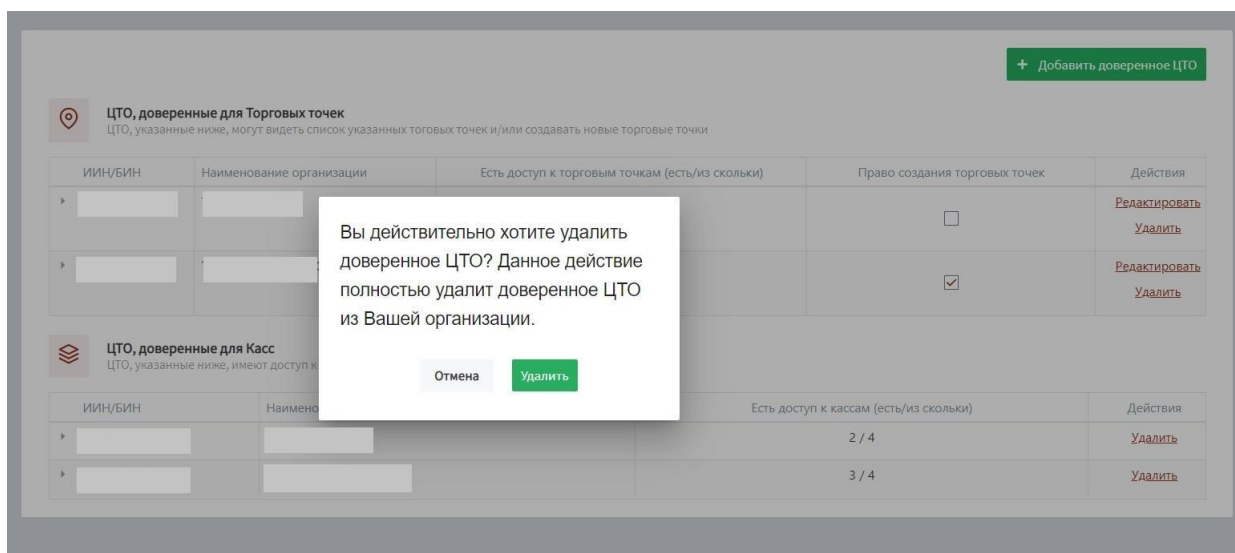 + Добавить доверенное ЦТО
ЦТО, доверенные для Торговых точек
ЦТО, указанные ниже, могут видеть список указанных тоговых точек и/или создавать новые торговые точки
ИИН/БИН Наименование организации Есть доступ к торговым точкам (есть/из скольки) Право создания торговых точек Действия
Редактировать
Удалить
Редактировать
Удалить
Вы действительно хотите удалить
доверенное ЦТО? Данное действие
полностью удалит доверенное ЦТО
из Вашей организации.
Отмена Удалить
ЦТО, доверенные для Касс
ЦТО, указанные ниже, имеют доступ к
ИИН/БИН Есть доступ к кассам (есть/из скольки) Действия
2 / 4 Удалить
3 / 4 Удалить